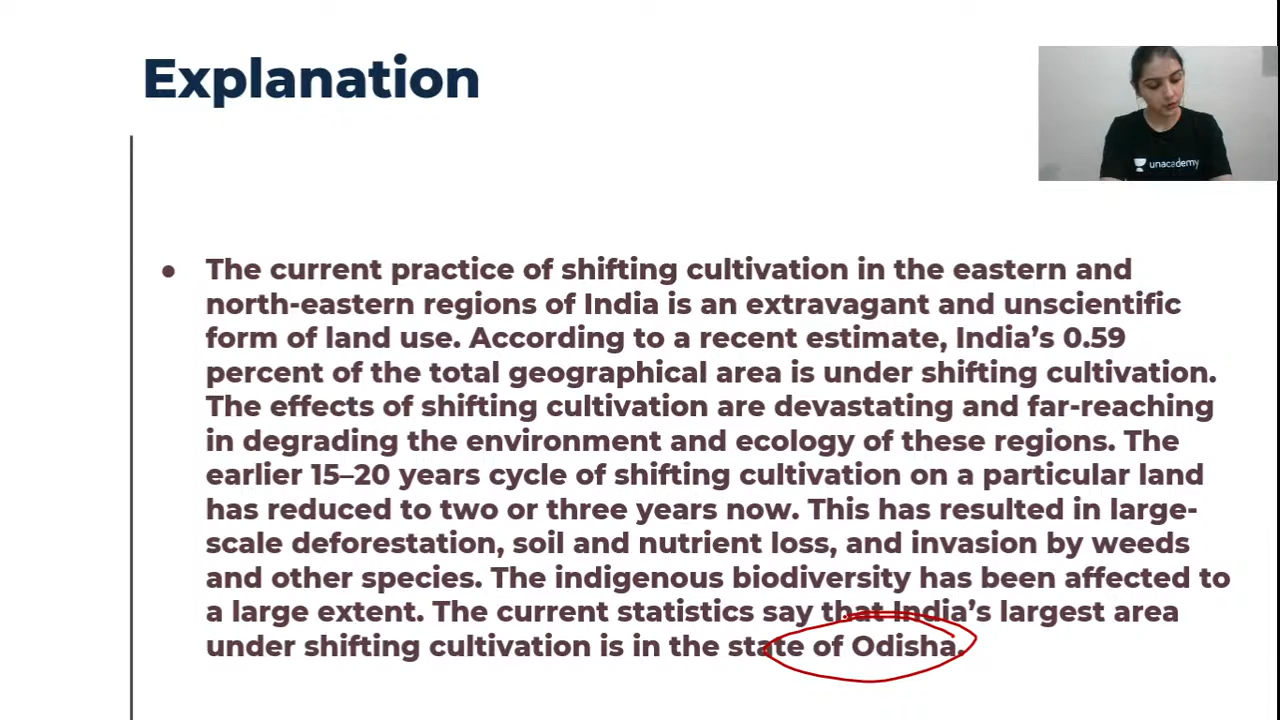 Explanation
unacademy
• The current practice of shifting cultivation in the eastern and
north-eastern regions of India is an extravagant and unscientific
form of land use. According to a recent estimate, India’s 0.59
percent of the total geographical area is under shifting cultivation.
The effects of shifting cultivation are devastating and far-reaching
in degrading the environment and ecology of these regions. The
earlier 15–20 years cycle of shifting cultivation on a particular land
has reduced to two or three years now. This has resulted in large-
scale deforestation, soil and nutrient loss, and invasion by weeds
and other species. The indigenous biodiversity has been affected to
a large extent. The current statistics say that India’s largest area
under shifting cultivation is in the state of Odisha.